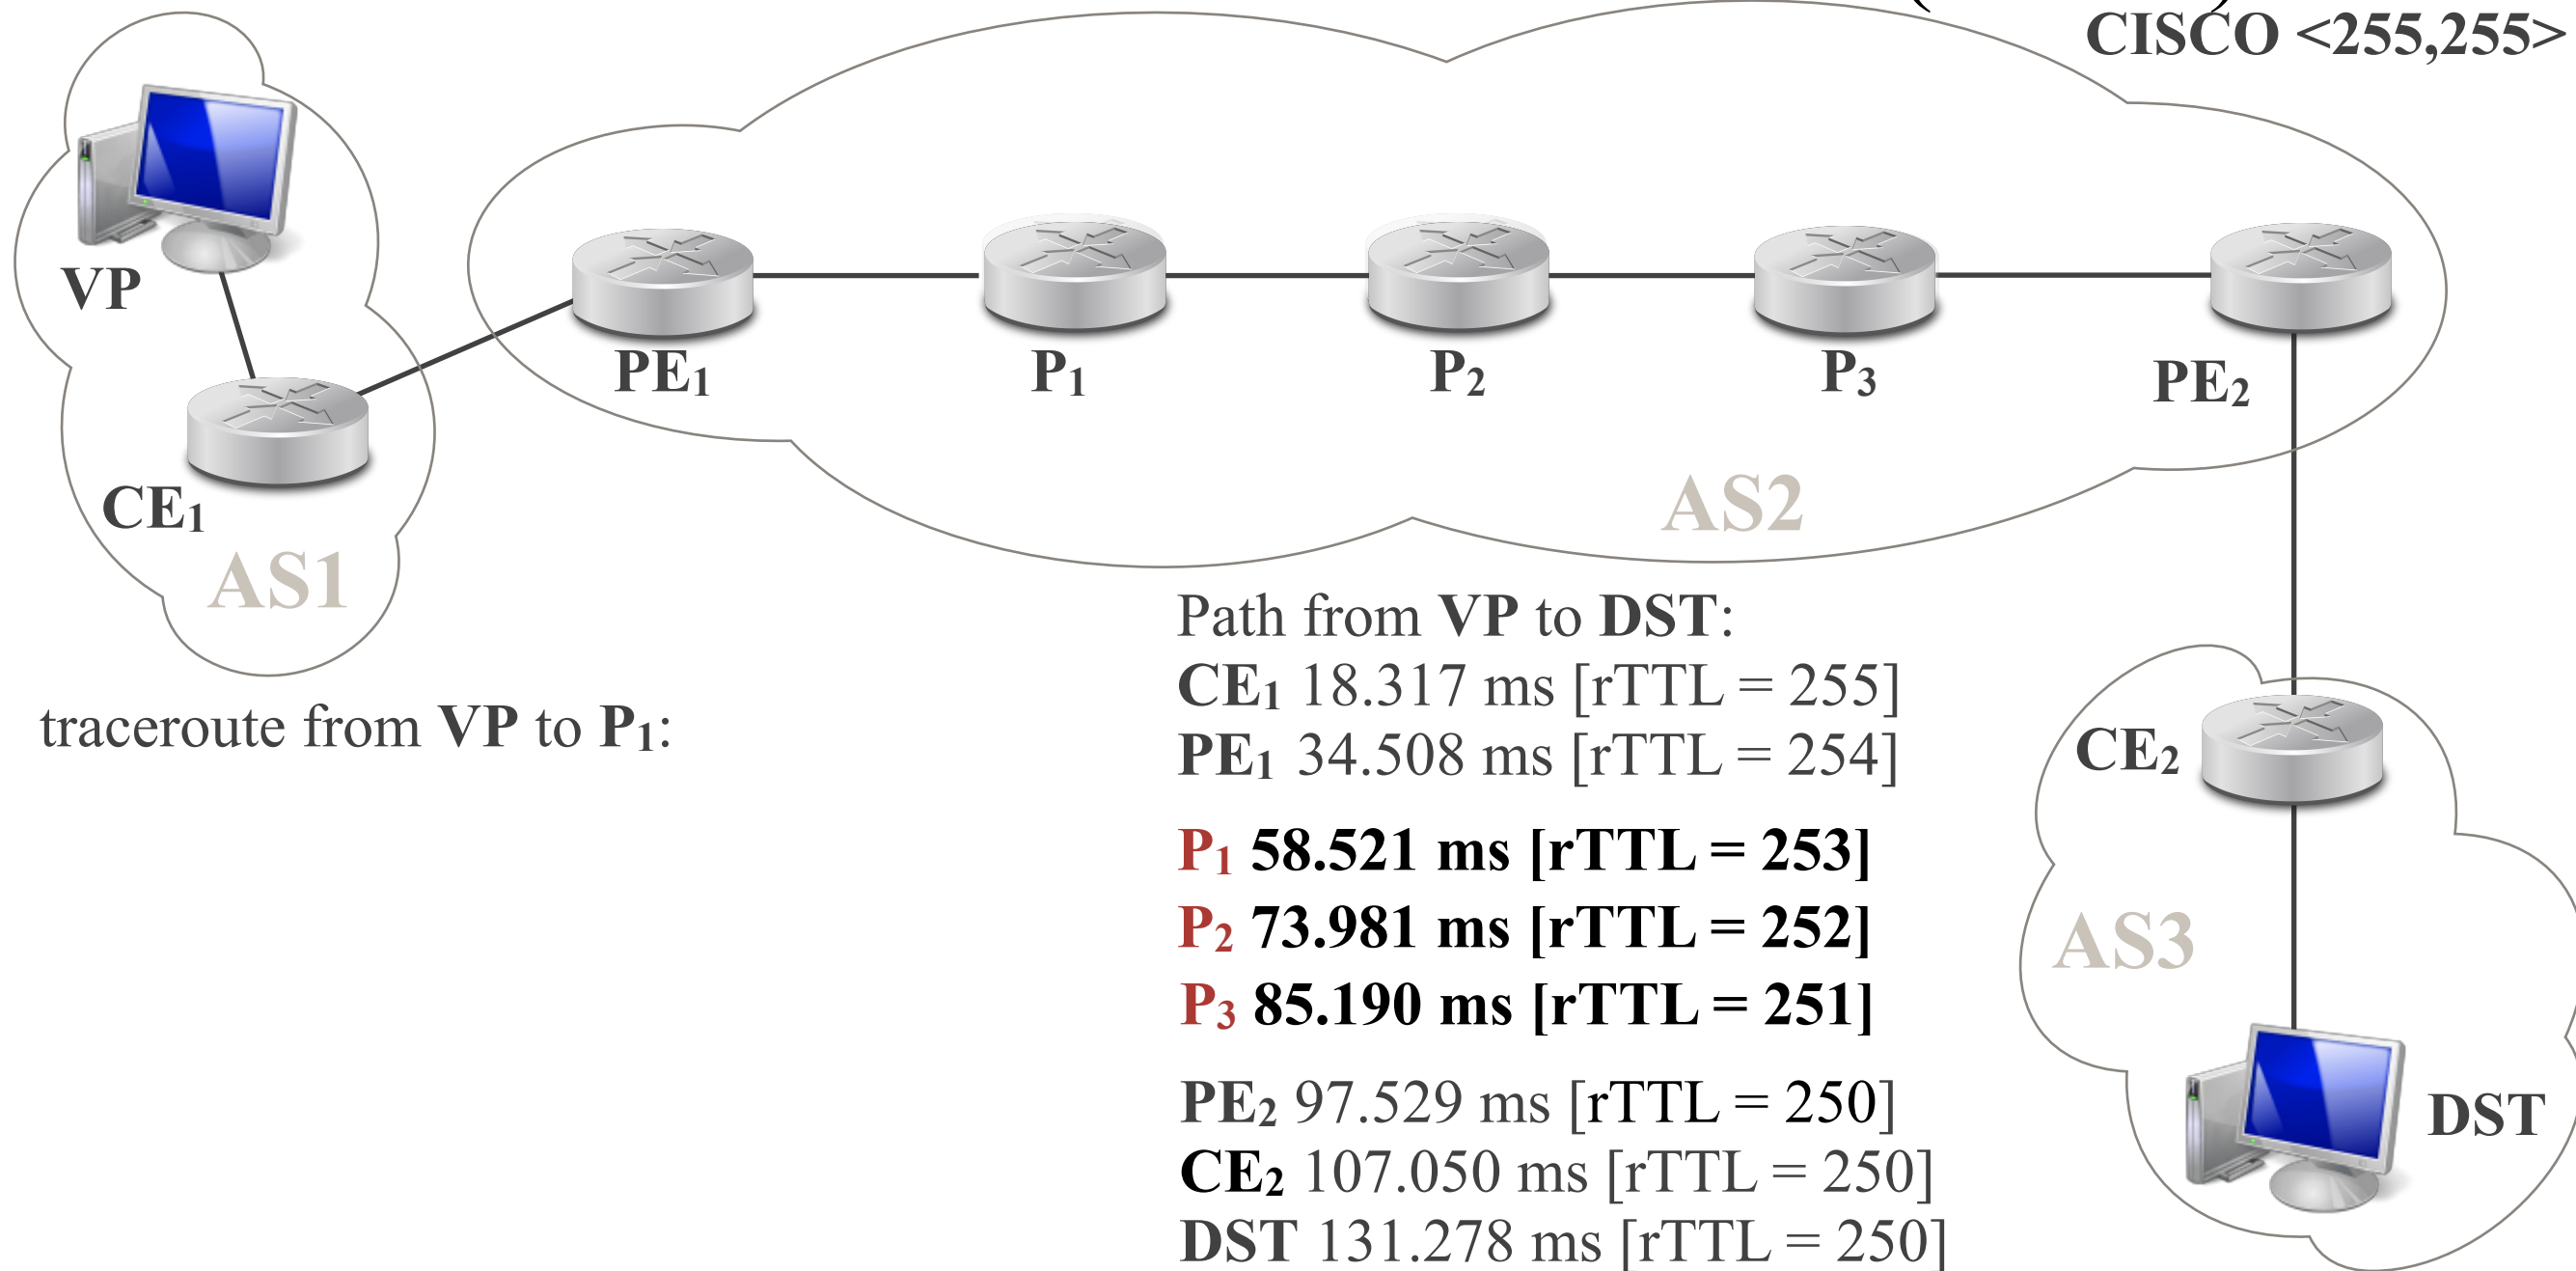 CISCO <255,255>
VP
PE1
P1
P2
P3
PE2
CE1
AS1
AS2
traceroute from VP to P1:
Path from VP to DST:
CE1 18.317 ms [rTTL = 255]
PE1 34.508 ms [rTTL = 254]
P1 58.521 ms [rTTL = 253]
P2 73.981 ms [rTTL = 252]
P3 85.190 ms [rTTL = 251]
PE2 97.529 ms [rTTL = 250]
CE2 107.050 ms [rTTL = 250]
DST 131.278 ms [rTTL = 250]
CE2
AS3
DST